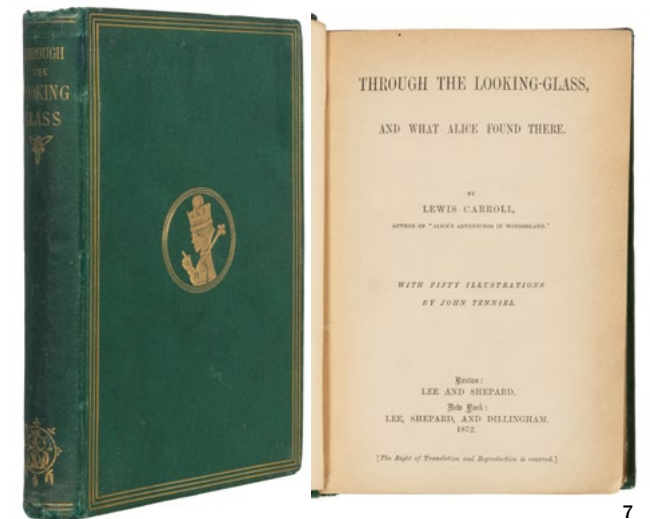 THROUGH
THE
LOOKING
GLASS
THROUGH THE LOOKING-GLASS,
AND WHAT ALICE FOUND THERE.
BY
LEWIS CARROLL,
AUTHOR OF "ALICE'S ADVENTURES IN WONDERLAND."
WITH FIFTY ILLUSTRATIONS
BY JOHN TENNIEL.
Boston:
LEE AND SHEPARD.
New York:
LEE, SHEPARD, AND DILLINGHAM.
1872.
[The Right of Translation and Reproduction is reserved.]
7